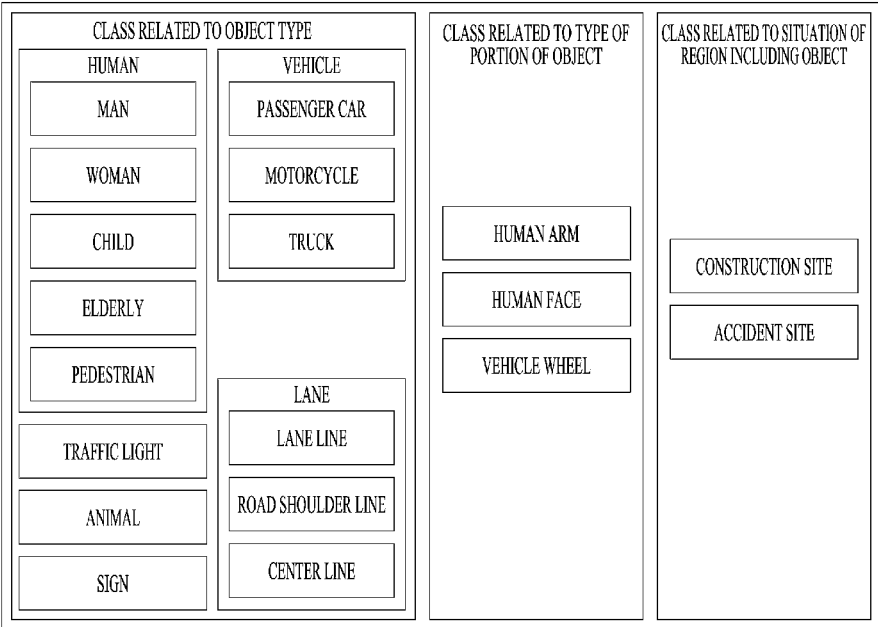 CLASS RELATED TO OBJECT TYPE
HUMAN
MAN
WOMAN
CHILD
ELDERLY
PEDESTRIAN
TRAFFIC LIGHT
ANIMAL
SIGN
VEHICLE
PASSENGER CAR
MOTORCYCLE
TRUCK
LANE
LANE LINE
ROAD SHOULDER LINE
CENTER LINE
CLASS RELATED TO TYPE OF
PORTION OF OBJECT
HUMAN ARM
HUMAN FACE
VEHICLE WHEEL
CLASS RELATED TO SITUATION OF
REGION INCLUDING OBJECT
CONSTRUCTION SITE
ACCIDENT SITE